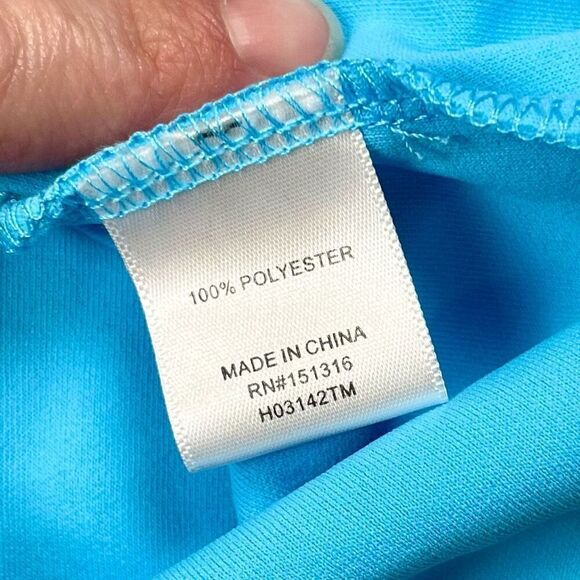 100% POLYESTER
MADE IN CHINA
RN#151316
H03142TM